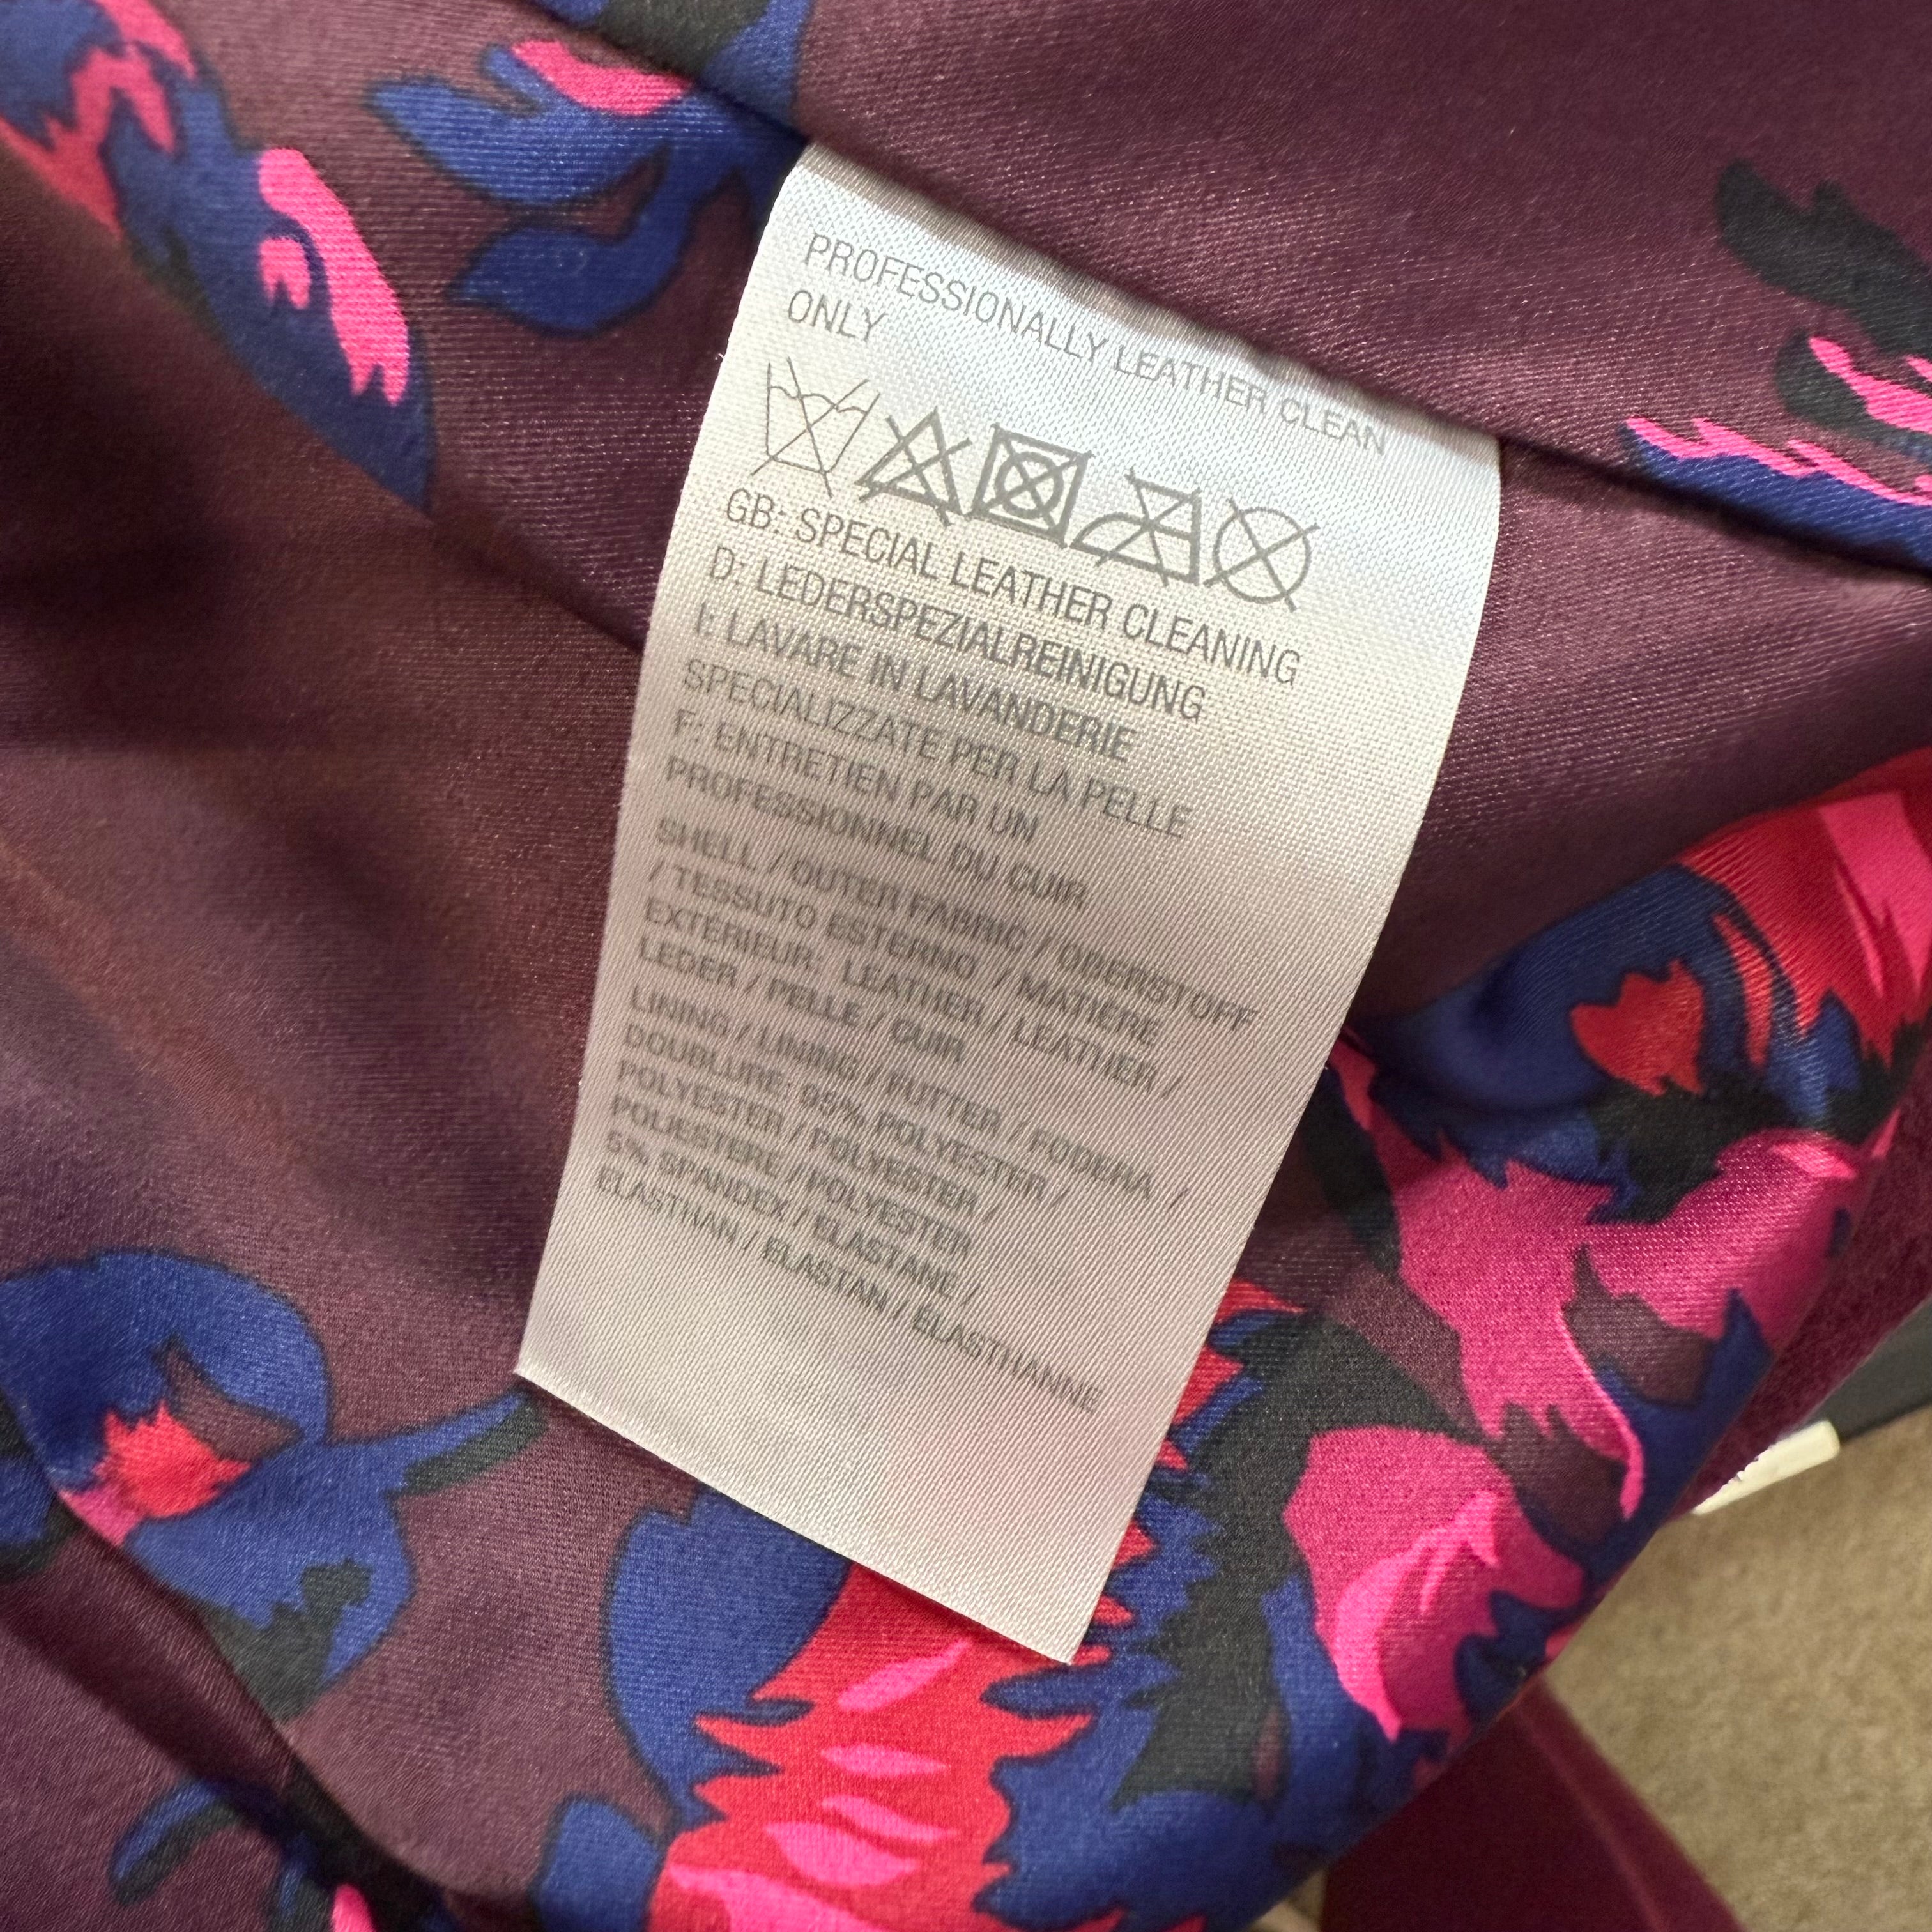 PROFESSIONALLY LEATHER CLEAN
ONLY
GB: SPECIAL LEATHER CLEANING
D: LEDERSPEZIALREINIGUNG
I: LAVARE IN LAVANDERIE
SPECIALIZZATE PER LA PELLE
F: ENTRETIEN PAR UN
PROFESSIONNEL DU CUIR
SHELL / OUTER FABRIC / OBERSTOFF
/ TESSUTO ESTERNO / MATIERE
EXTERIEUR: LEATHER / LEATHER /
LEDER / PELLE / CUIR
LINING / LINING / FUTTER / FODERA /
DOUBLURE: 95% POLYESTER /
POLYESTER / POLYESTER /
POLIESTERE / POLYESTER
5% SPANDEX / ELASTANE /
ELASTHAN / ELASTAN / ELASTHANNE